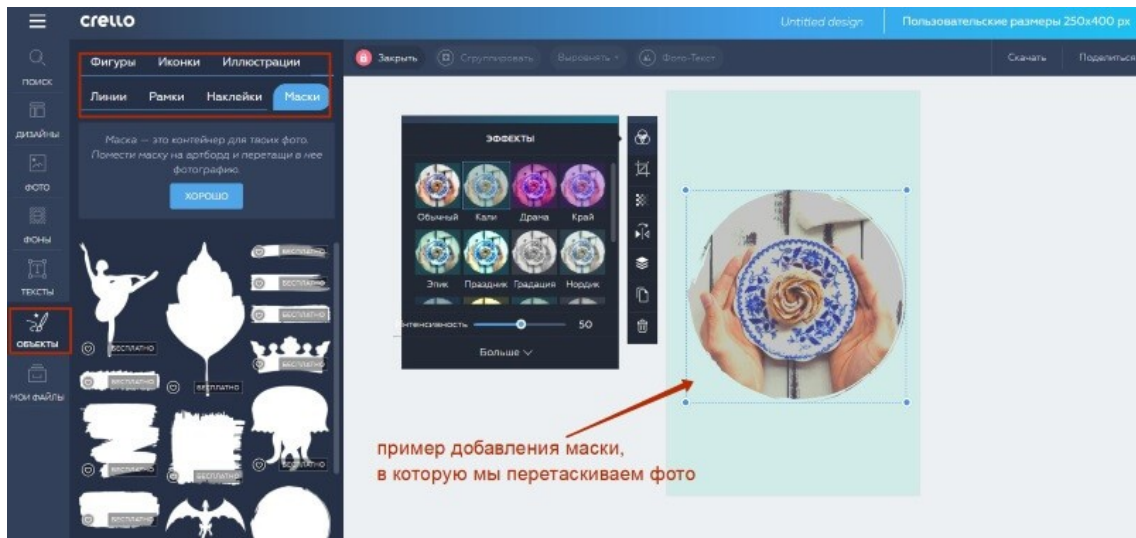 crello
Untitled design
Пользовательские размеры 250x400 px
ПОИСК
ДИЗАЙНЫ
ФОТО
ФОНЫ
ТЕКСТЫ
ОБЪЕКТЫ
МОИ ФАЙЛЫ
Фигуры Иконки Иллюстрации
Линии Рамки Наклейки Маски
Маска — это контейнер для твоих фото.
Помести маску на артборд и перетащи в нее
фотографию.
ХОРОШО
БЕСПЛАТНО
БЕСПЛАТНО
БЕСПЛАТНО
БЕСПЛАТНО
БЕСПЛАТНО
БЕСПЛАТНО
БЕСПЛАТНО
БЕСПЛАТНО
БЕСПЛАТНО
БЕСПЛАТНО
БЕСПЛАТНО
БЕСПЛАТНО
Закрыть Сгруппировать Выровнять Фото-Текст
Скачать Поделиться
ЭФФЕКТЫ
Обычный Кали Драма Край
Эпик Праздник Градация Нордик
Интенсивность 50
Больше
пример добавления маски,
в которую мы перетаскиваем фото